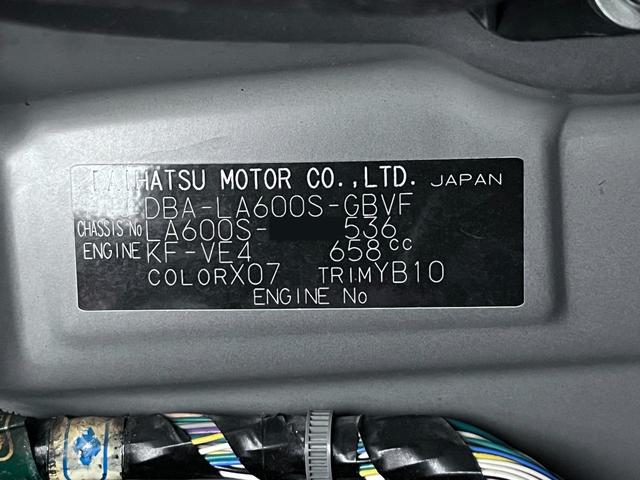 DAIHATSU MOTOR CO.,LTD. JAPAN
DBA-LA600S-GBVF
CHASSIS No LA600S- 536
ENGINE KF-VE4 658cc
COLOR X07 TRIM YB10
ENGINE No